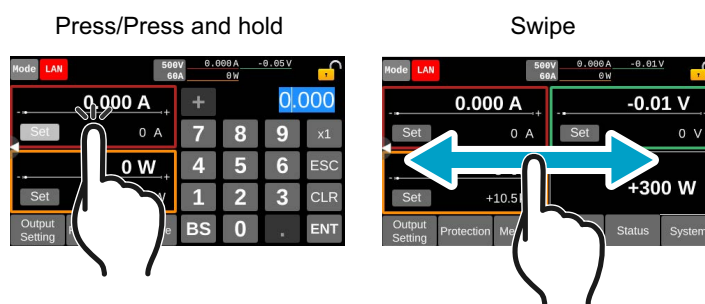 Press/Press and hold
Swipe
Mode LAN 500V 60A 0.000A 0W -0.05V
0.000 A
- +
Set 0 A
0 W
Set
Output Setting
+ 0.000
7 8 9 x1
4 5 6 ESC
1 2 3 CLR
BS 0 . ENT
Mode LAN 500V 60A 0.000A 0W -0.01V
0.000 A
- +
Set 0 A
-0.01 V
- +
Set 0 V
Set +10.5
+300 W
Output Setting Protection Status System